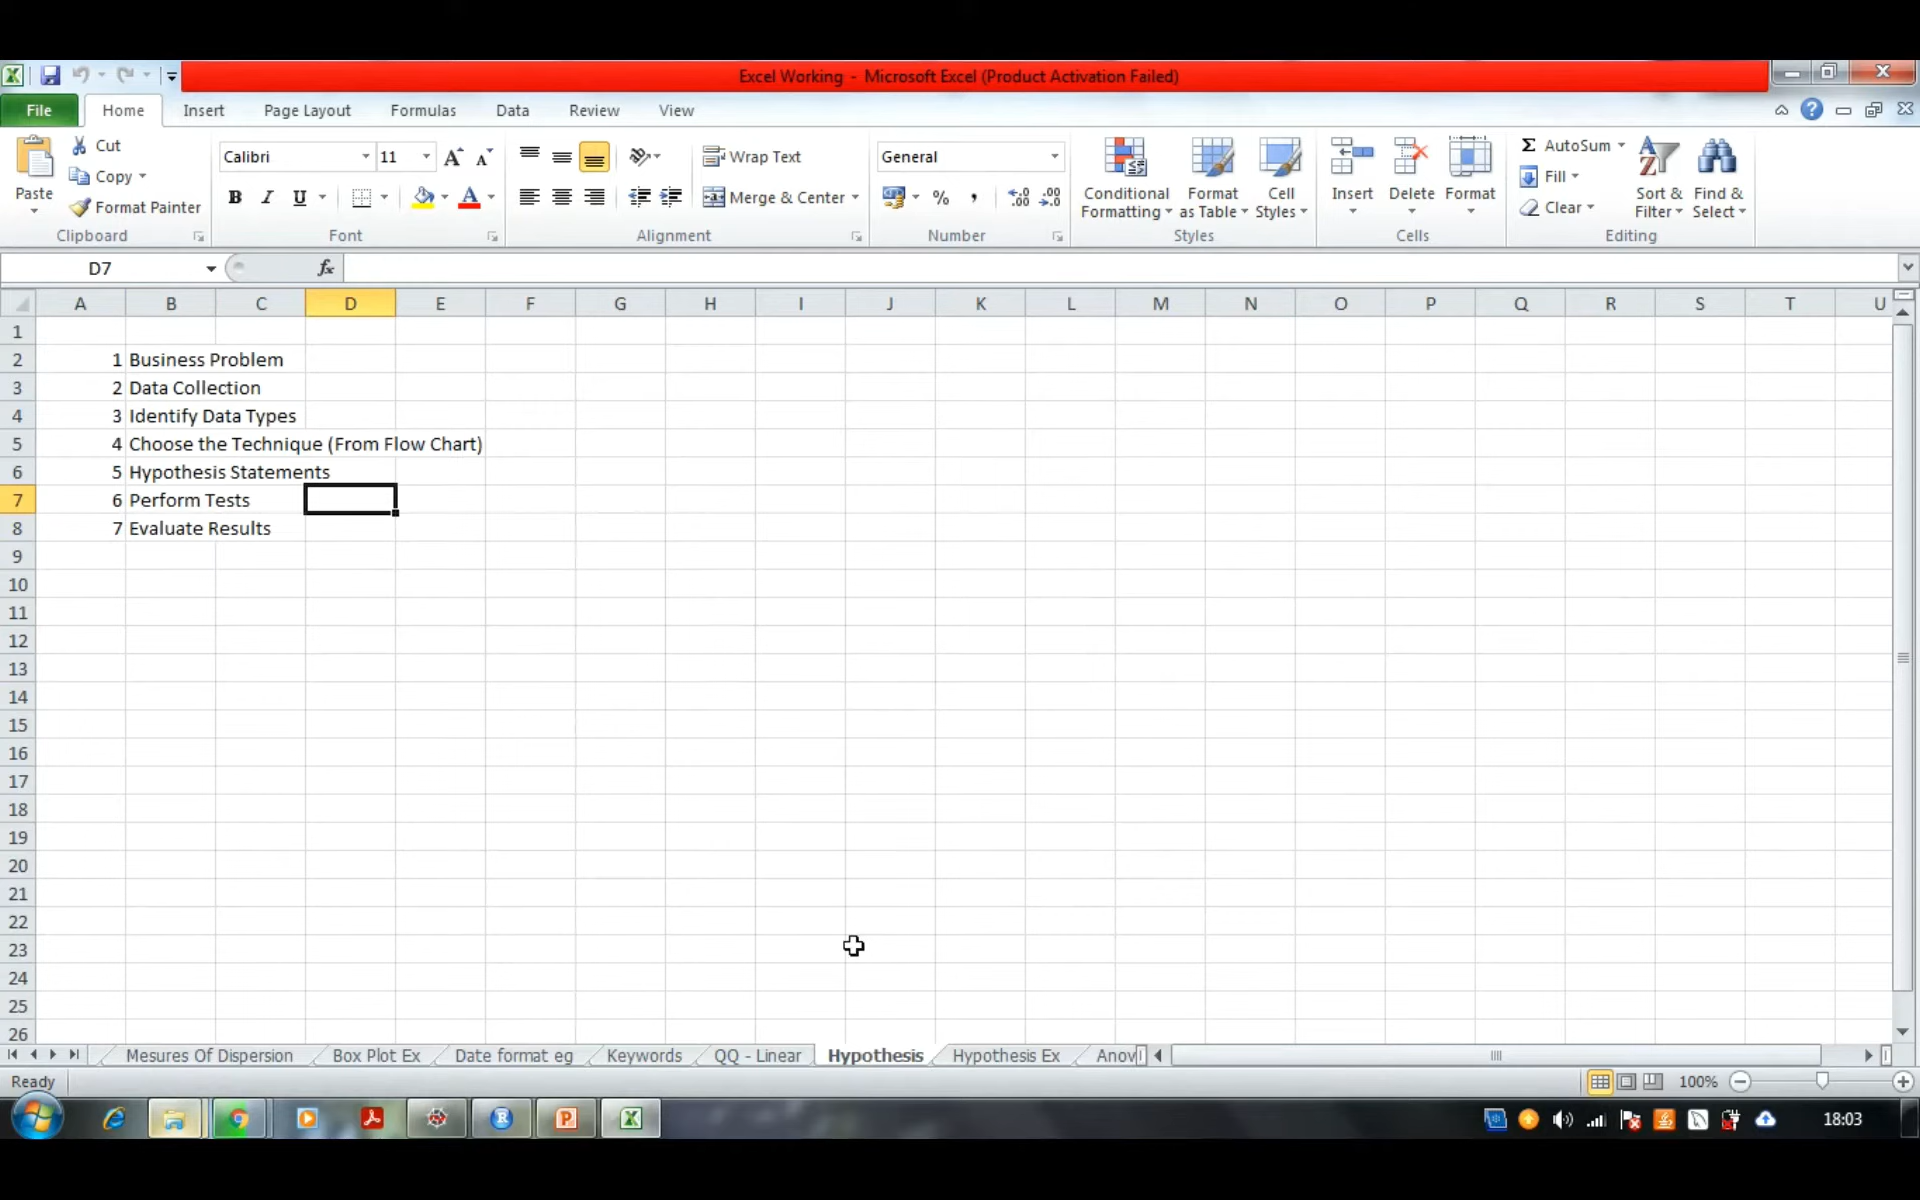 Excel Working - Microsoft Excel (Product Activation Failed)
File Home Insert Page Layout Formulas Data Review View
Cut
Calibri 11 Wrap Text General AutoSum
Copy Fill
Paste Conditional Formatting Format as Table Cell Styles Insert Delete Format Sort & Filter Find & Select
Format Painter B I U A Merge & Center % , Clear
Clipboard Font Alignment Number Styles Cells Editing
D7 fx
A B C D E F G H I J K L M N O P Q R S T U
1
2 1 Business Problem
3 2 Data Collection
4 3 Identify Data Types
5 4 Choose the Technique (From Flow Chart)
6 5 Hypothesis Statements
7 6 Perform Tests
8 7 Evaluate Results
9
10
11
12
13
14
15
16
17
18
19
20
21
22
23
24
25
26
Mesures Of Dispersion Box Plot Ex Date format eg Keywords QQ - Linear Hypothesis Hypothesis Ex Anov
Ready 100%
18:03